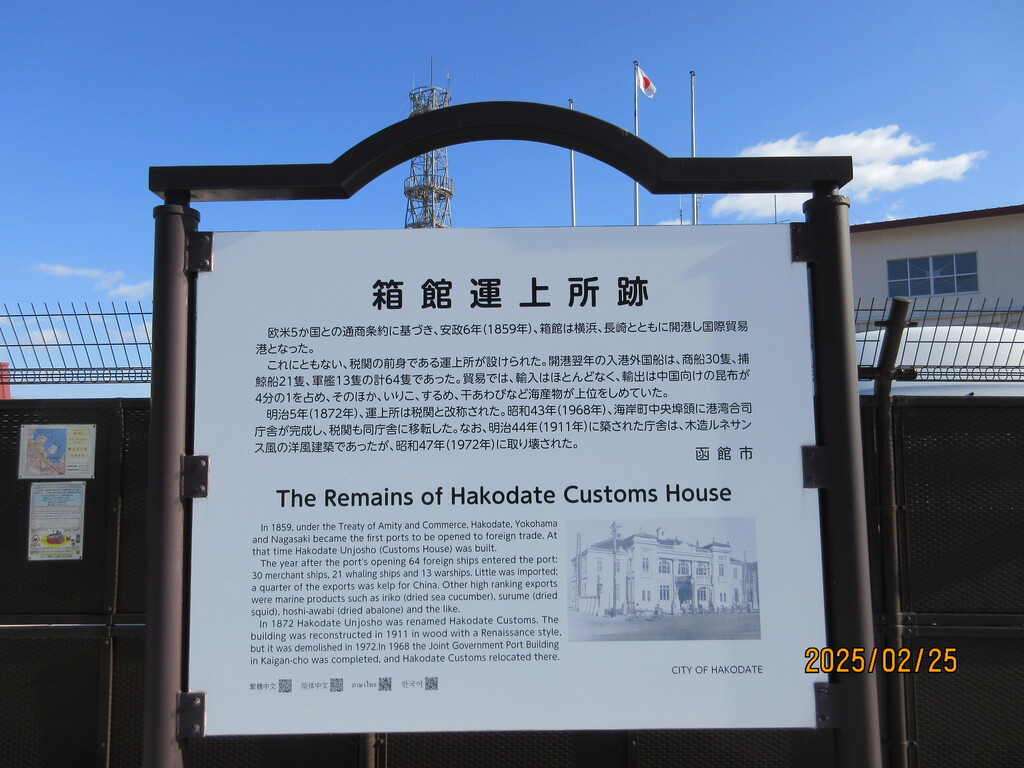 箱館運上所跡
欧米5か国との通商条約に基づき、安政6年(1859年)、箱館は横浜、長崎とともに開港し国際貿易
港となった。
これにともない、税関の前身である運上所が設けられた。開港翌年の入港外国船は、商船30隻、捕
鯨船21隻、軍艦13隻の計64隻であった。貿易では、輸入はほとんどなく、輸出は中国向けの昆布が
4分の1を占め、そのほか、いりこ、するめ、干あわびなど海産物が上位をしめていた。
明治5年(1872年)、運上所は税関と改称された。昭和43年(1968年)、海岸町中央埠頭に港湾合同
庁舎が完成し、税関も同庁舎に移転した。なお、明治44年(1911年)に築された庁舎は、木造ルネサン
ス風の洋風建築であったが、昭和47年(1972年)に取り壊された。
函館市
The Remains of Hakodate Customs House
In 1859, under the Treaty of Amity and Commerce, Hakodate, Yokohama
and Nagasaki became the first ports to be opened to foreign trade. At
that time Hakodate Unjosho (Customs House) was built.
The year after the port's opening 64 foreign ships entered the port:
30 merchant ships, 21 whaling ships and 13 warships. Little was imported;
a quarter of the exports was kelp for China. Other high ranking exports
were marine products such as iriko (dried sea cucumber), surume (dried
squid), hoshi-awabi (dried abalone) and the like.
In 1872 Hakodate Unjosho was renamed Hakodate Customs. The
building was reconstructed in 1911 in wood with a Renaissance style,
but it was demolished in 1972.In 1968 the Joint Government Port Building
in Kaigan-cho was completed, and Hakodate Customs relocated there.
CITY OF HAKODATE
繁體中文 简体中文 ภาษาไทย 한국어
2025/02/25